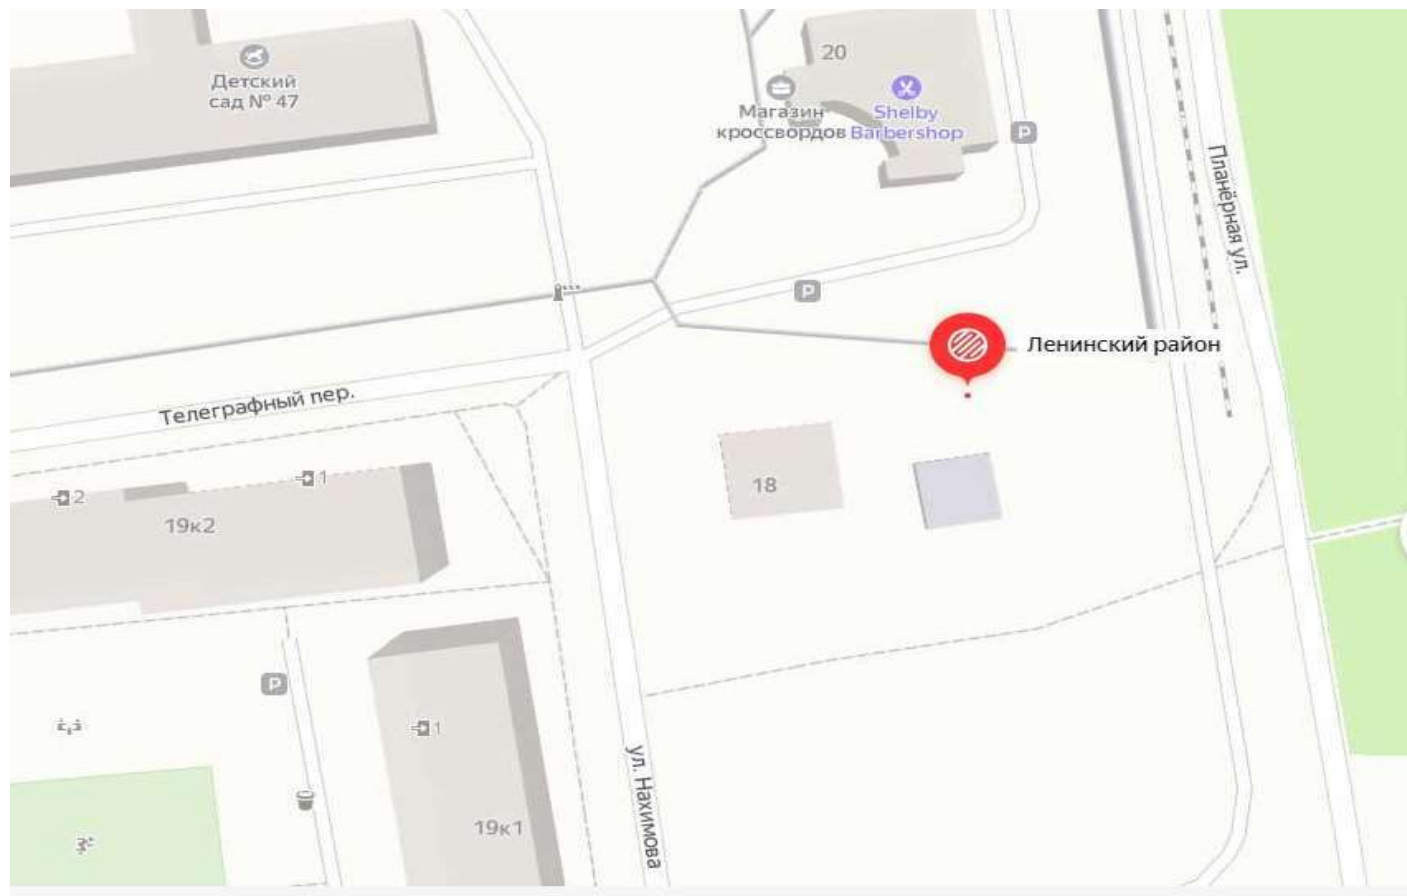 20
Детский
сад № 47
Магазин
кроссвордов
Shelby
Barbershop
P
Планёрная ул.
P
Ленинский район
Телеграфный пер.
18
1
2
19к2
P
1
ул. Нахимова
19к1